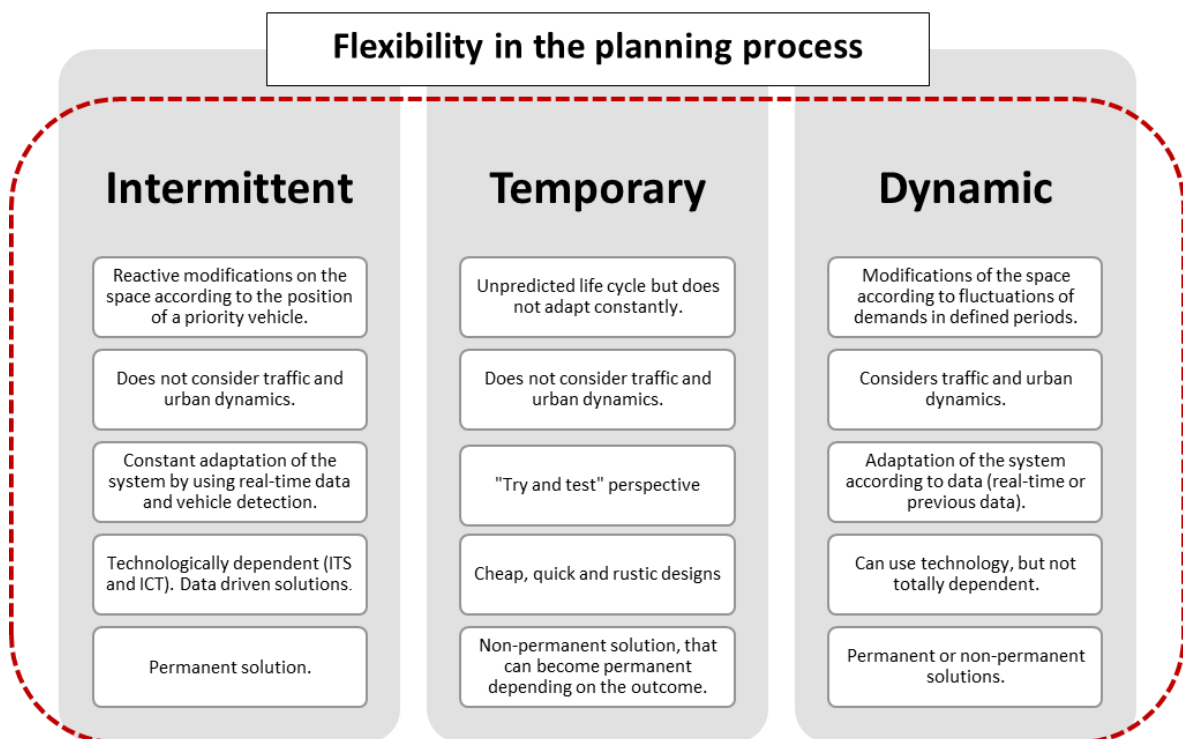 Flexibility in the planning process
Intermittent
Reactive modifications on the
space according to the position
of a priority vehicle.
Does not consider traffic and
urban dynamics.
Constant adaptation of the
system by using real-time data
and vehicle detection.
Technologically dependent (ITS
and ICT). Data driven solutions.
Permanent solution.
Temporary
Unpredicted life cycle but does
not adapt constantly.
Does not consider traffic and
urban dynamics.
"Try and test" perspective
Cheap, quick and rustic designs
Non-permanent solution, that
can become permanent
depending on the outcome.
Dynamic
Modifications of the space
according to fluctuations of
demands in defined periods.
Considers traffic and urban
dynamics.
Adaptation of the system
according to data (real-time or
previous data).
Can use technology, but not
totally dependent.
Permanent or non-permanent
solutions.